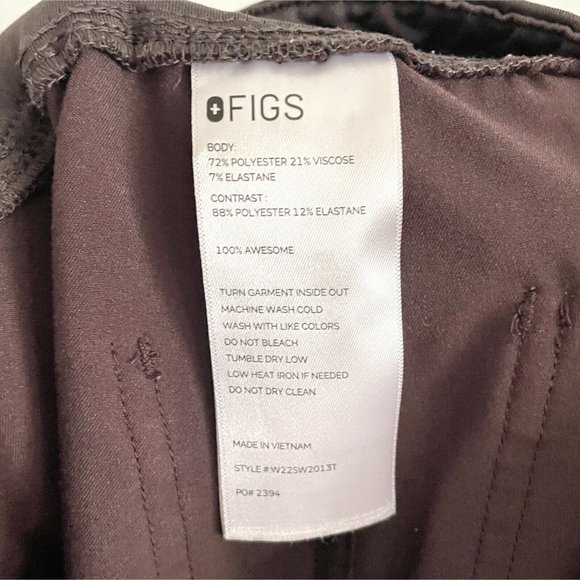 FIGS
BODY:
72% POLYESTER 21% VISCOSE
7% ELASTANE
CONTRAST :
88% POLYESTER 12% ELASTANE
100% AWESOME
TURN GARMENT INSIDE OUT
MACHINE WASH COLD
WASH WITH LIKE COLORS
DO NOT BLEACH
TUMBLE DRY LOW
LOW HEAT IRON IF NEEDED
DO NOT DRY CLEAN
MADE IN VIETNAM
STYLE #:W22SW2013T
PO# 2394